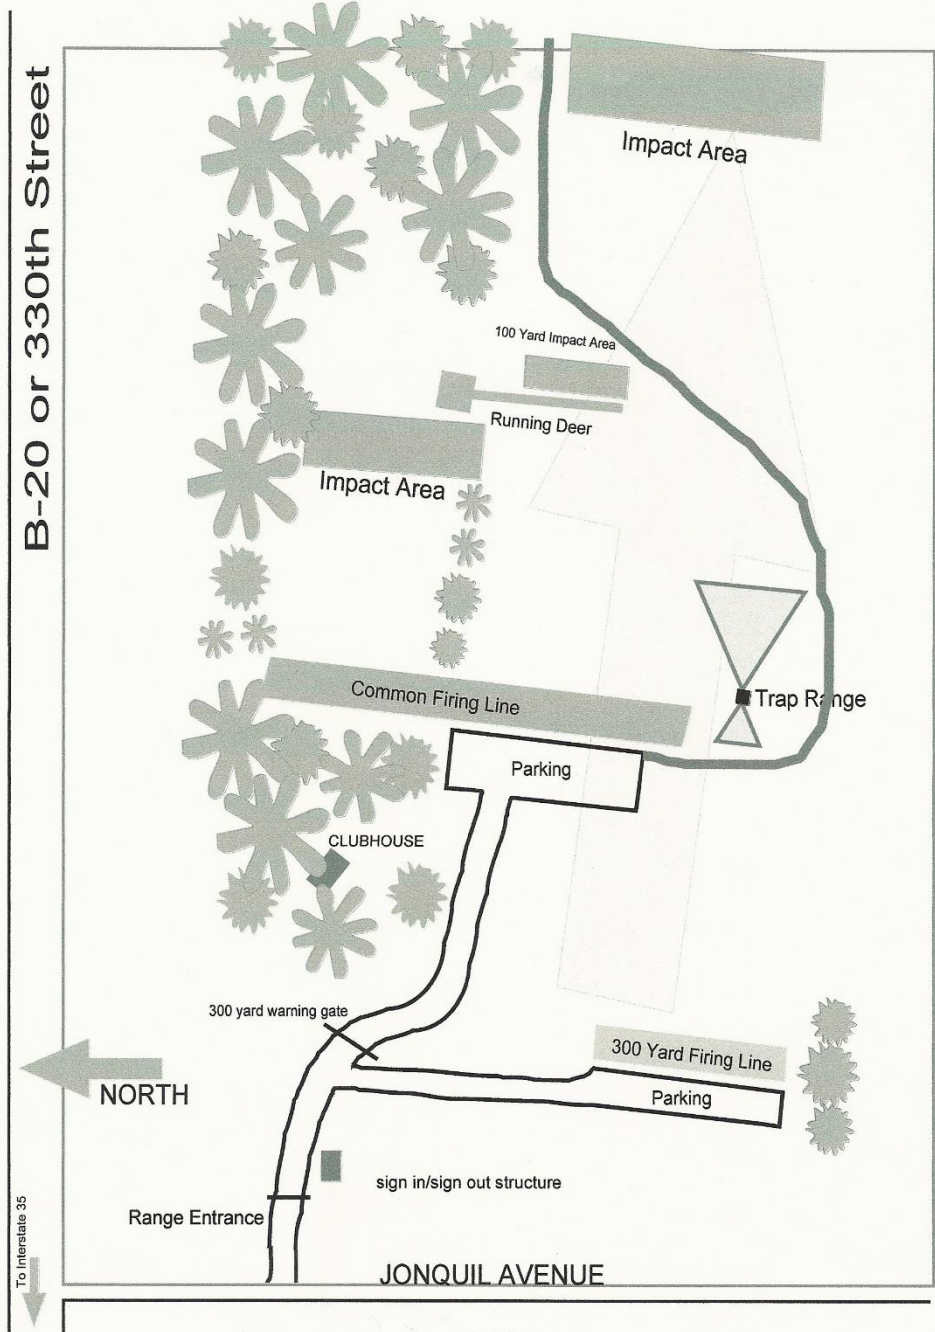 B-20 or 330th Street
Impact Area
100 Yard Impact Area
Running Deer
Impact Area
Common Firing Line
Trap Range
Parking
CLUBHOUSE
300 yard warning gate
300 Yard Firing Line
NORTH
Parking
sign in/sign out structure
Range Entrance
To Interstate 35
JONQUIL AVENUE